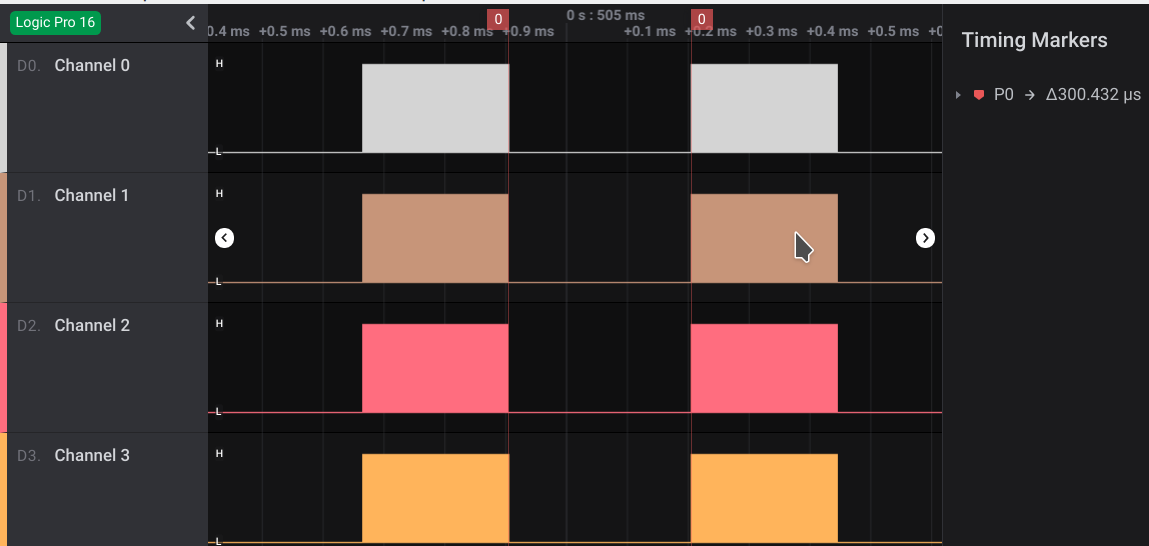 Logic Pro 16
0 0 s : 505 ms 0
0.4 ms +0.5 ms +0.6 ms +0.7 ms +0.8 ms +0.9 ms +0.1 ms +0.2 ms +0.3 ms +0.4 ms +0.5 ms
Timing Markers
P0 → Δ300.432 µs
D0. Channel 0
H
L
D1. Channel 1
H
L
D2. Channel 2
H
L
D3. Channel 3
H
L